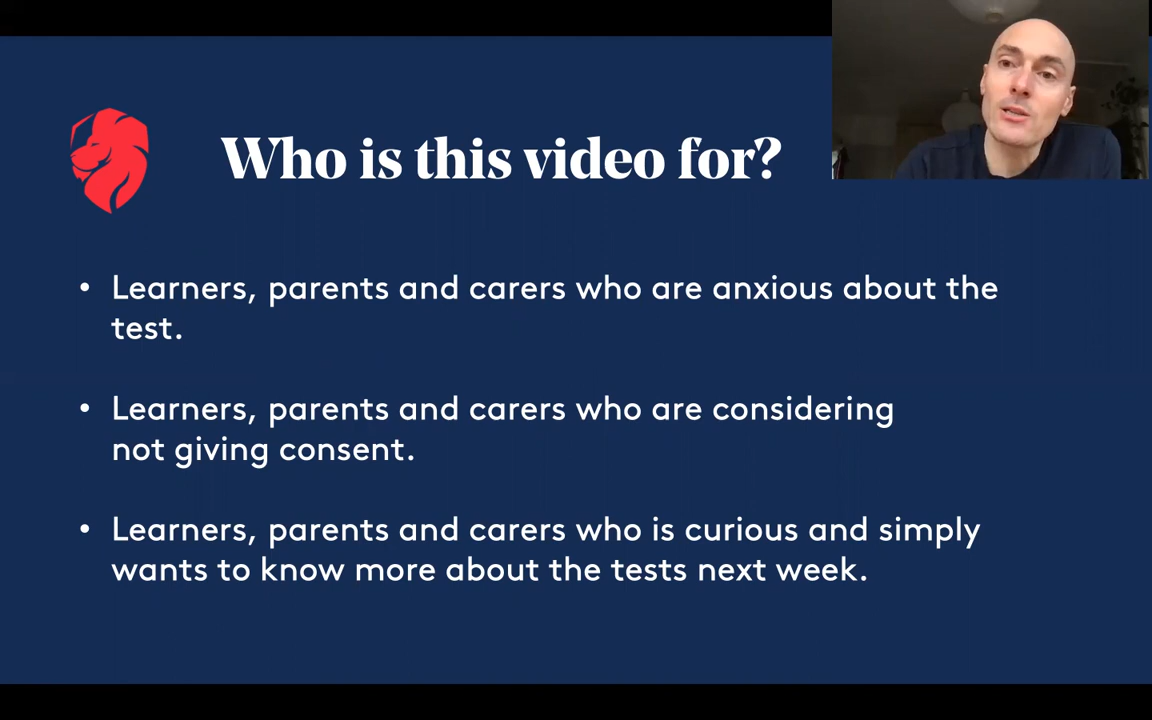 Who is this video for?
• Learners, parents and carers who are anxious about the
test.
• Learners, parents and carers who are considering
not giving consent.
• Learners, parents and carers who is curious and simply
wants to know more about the tests next week.